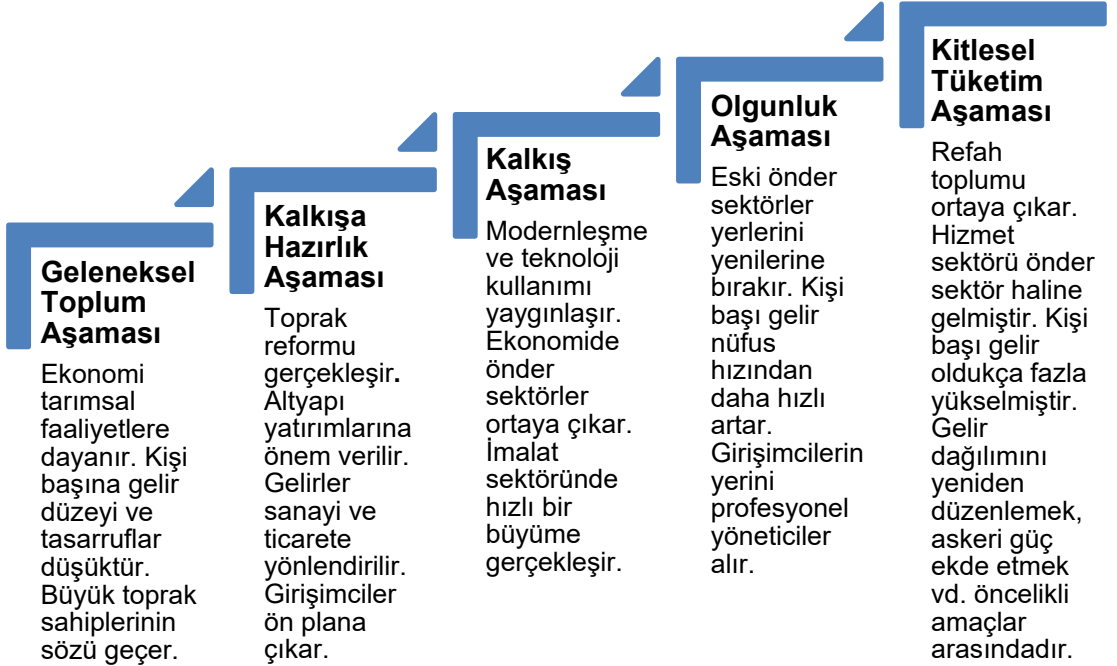 Geleneksel
Toplum
Aşaması
Ekonomi
tarımsal
faaliyetlere
dayanır. Kişi
başına gelir
düzeyi ve
tasarruflar
düşüktür.
Büyük toprak
sahiplerinin
sözü geçer.
Kalkışa
Hazırlık
Aşaması
Toprak
reformu
gerçekleşir.
Altyapı
yatırımlarına
önem verilir.
Gelirler
sanayi ve
ticarete
yönlendirilir.
Girişimciler
ön plana
çıkar.
Kalkış
Aşaması
Modernleşme
ve teknoloji
kullanımı
yaygınlaşır.
Ekonomide
önder
sektörler
ortaya çıkar.
İmalat
sektöründe
hızlı bir
büyüme
gerçekleşir.
Olgunluk
Aşaması
Eski önder
sektörler
yerlerini
yenilerine
bırakır. Kişi
başı gelir
nüfus
hızından
daha hızlı
artar.
Girişimcilerin
yerini
profesyonel
yöneticiler
alır.
Kitlesel
Tüketim
Aşaması
Refah
toplumu
ortaya çıkar.
Hizmet
sektörü önder
sektör haline
gelmiştir. Kişi
başı gelir
oldukça fazla
yükselmiştir.
Gelir
dağılımını
yeniden
düzenlemek,
askeri güç
ekde etmek
vd. öncelikli
amaçlar
arasındadır.